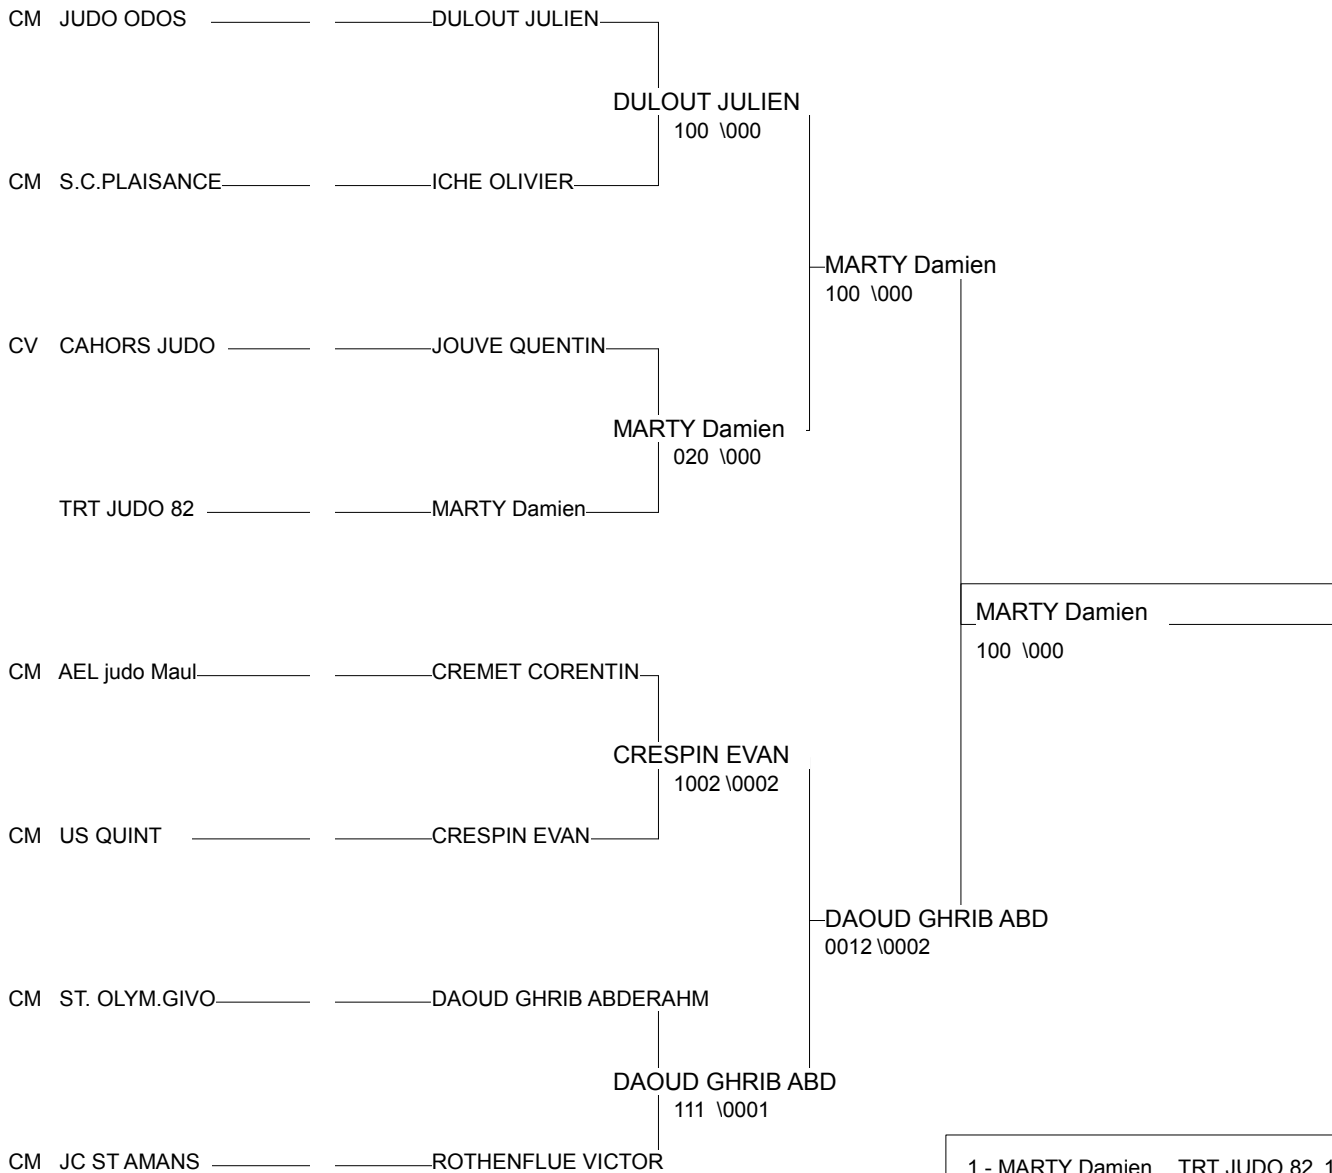 CM JUDO ODOS DULOUT JULIEN
DULOUT JULIEN
100 \000
CM S.C.PLAISANCE ICHE OLIVIER
MARTY Damien
100 \000
CV CAHORS JUDO JOUVE QUENTIN
MARTY Damien
020 \000
TRT JUDO 82 MARTY Damien
MARTY Damien
100 \000
CM AEL judo Maul CREMET CORENTIN
CRESPIN EVAN
1002 \0002
CM US QUINT CRESPIN EVAN
DAOUD GHRIB ABD
0012 \0002
CM ST. OLYM.GIVO DAOUD GHRIB ABDERAHM
DAOUD GHRIB ABD
111 \0001
CM JC ST AMANS ROTHENFLUE VICTOR
1 - MARTY Damien TRT JUDO 82 1